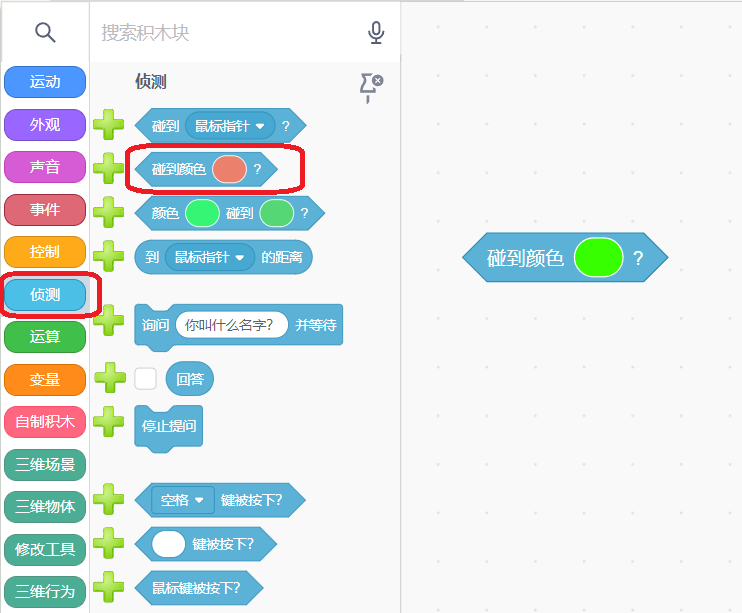 搜索积木块
运动
外观
声音
事件
控制
侦测
运算
变量
自制积木
三维场景
三维物体
修改工具
三维行为
侦测
碰到 鼠标指针 ?
碰到颜色 ?
颜色 碰到 ?
到 鼠标指针 的距离
询问 你叫什么名字? 并等待
回答
停止提问
空格 键被按下?
键被按下?
鼠标键被按下?
碰到颜色 ?